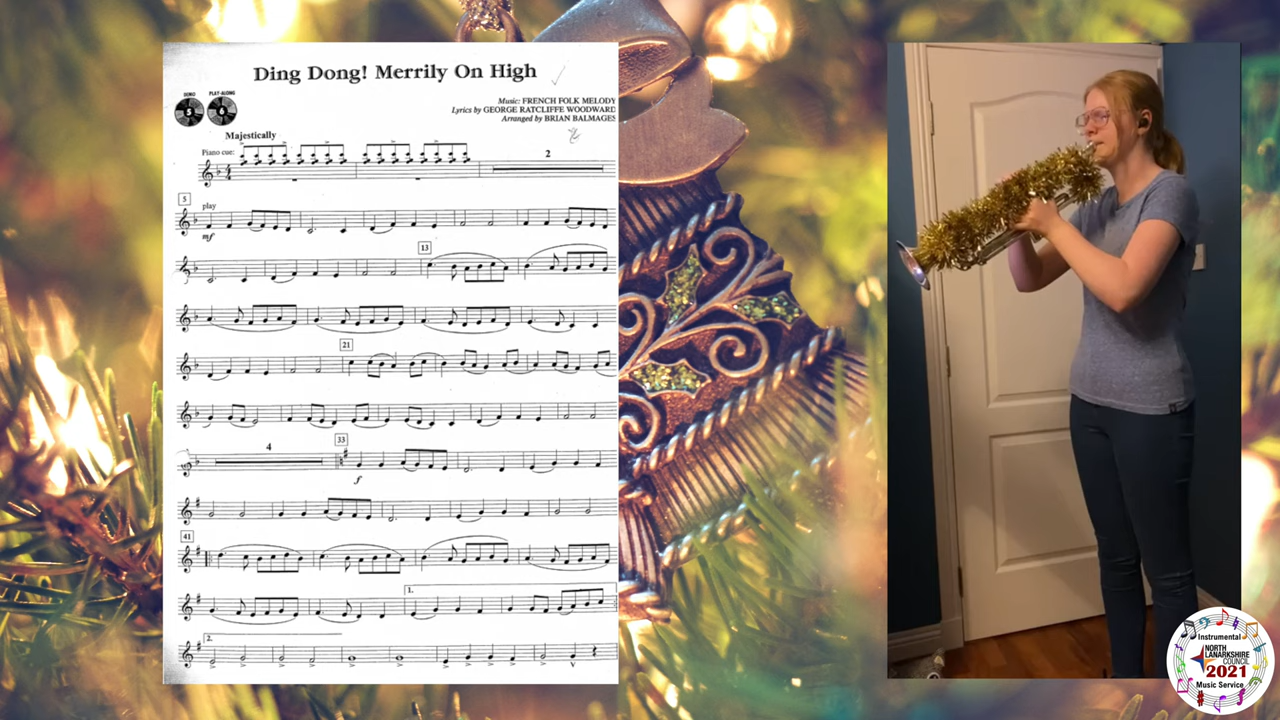 Ding Dong! Merrily On High
DEMO
5
PLAY-ALONG
6
Music: FRENCH FOLK MELODY
Lyrics by GEORGE RATCLIFFE WOODWARD
Arranged by BRIAN BALMAGES
Majestically
Piano cue:
2
5
play
mf
13
21
4
33
f
41
1.
2.
Instrumental
NORTH
LANARKSHIRE
COUNCIL
2021
Music Service